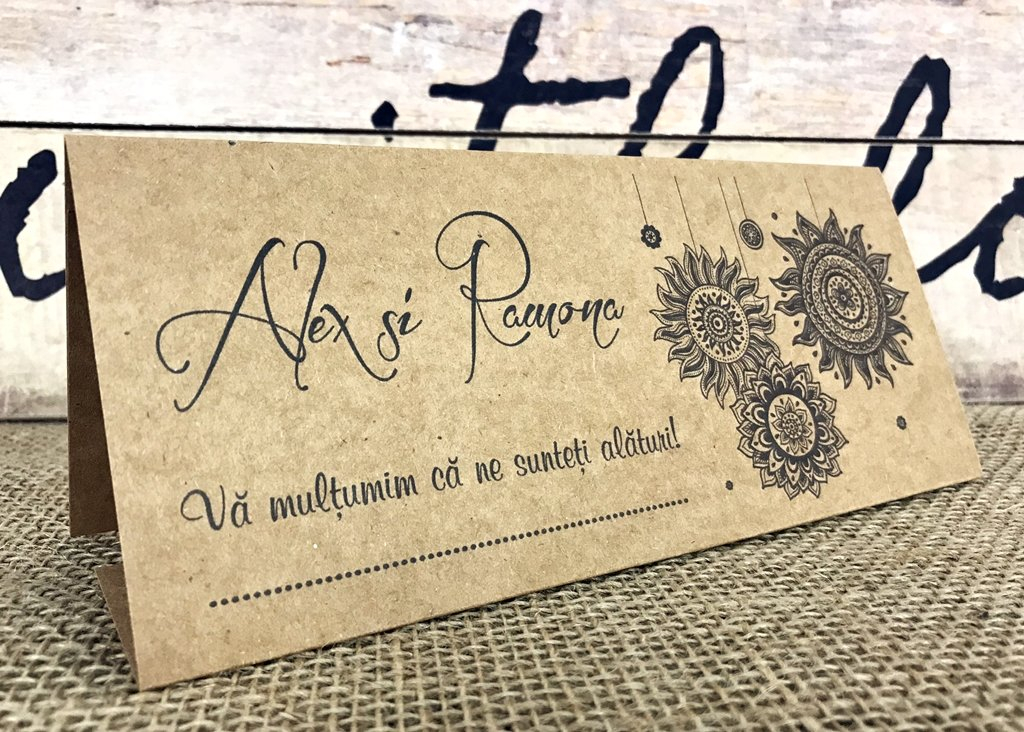 Alex și Ramona
Vă mulțumim că ne sunteți alături!